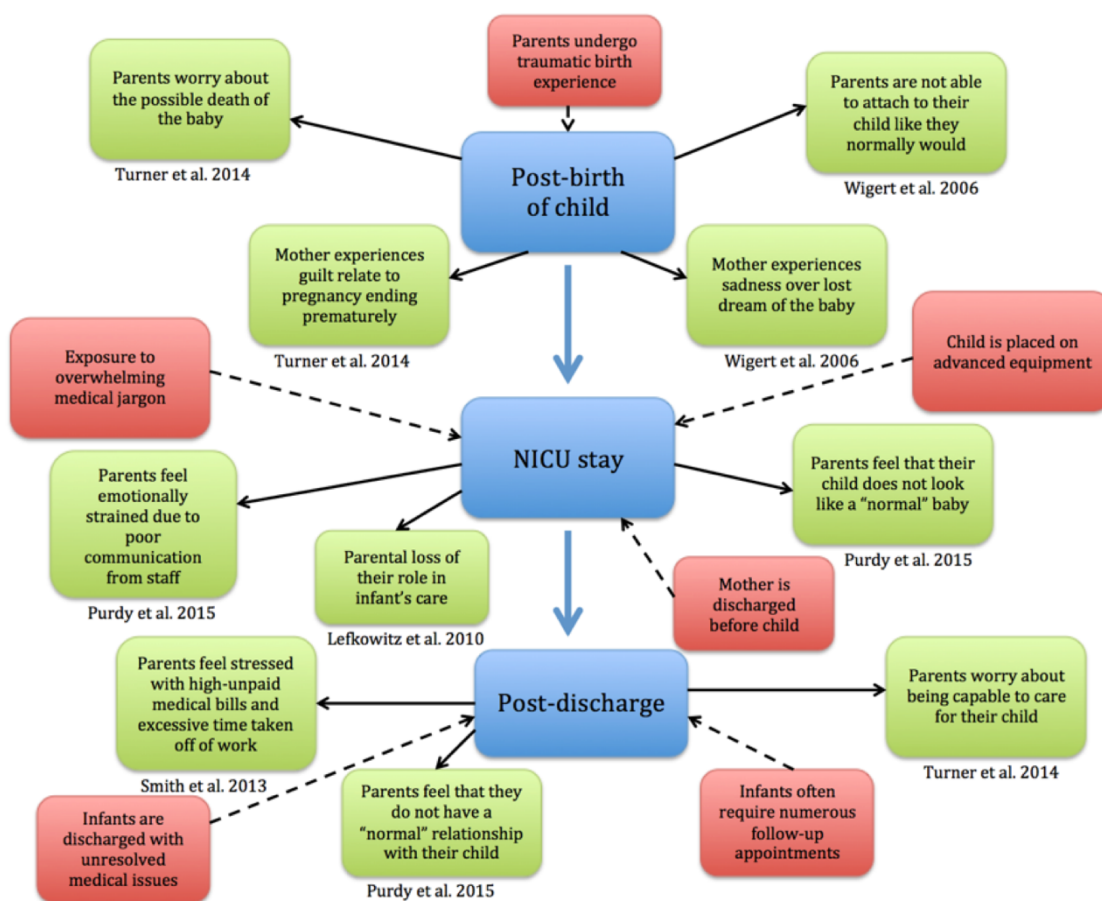 Parents undergo
traumatic birth
experience
Parents worry about
the possible death of
the baby
Turner et al. 2014
Parents are not able
to attach to their
child like they
normally would
Wigert et al. 2006
Post-birth
of child
Mother experiences
guilt relate to
pregnancy ending
prematurely
Turner et al. 2014
Mother experiences
sadness over lost
dream of the baby
Wigert et al. 2006
Exposure to
overwhelming
medical jargon
Child is placed on
advanced equipment
NICU stay
Parents feel
emotionally
strained due to
poor
communication
from staff
Purdy et al. 2015
Parental loss of
their role in
infant's care
Lefkowitz et al. 2010
Parents feel that their
child does not look
like a “normal” baby
Purdy et al. 2015
Mother is
discharged
before child
Parents feel stressed
with high-unpaid
medical bills and
excessive time taken
off of work
Smith et al. 2013
Post-discharge
Parents worry about
being capable to care
for their child
Turner et al. 2014
Infants are
discharged with
unresolved
medical issues
Parents feel that they
do not have a
“normal” relationship
with their child
Purdy et al. 2015
Infants often
require numerous
follow-up
appointments